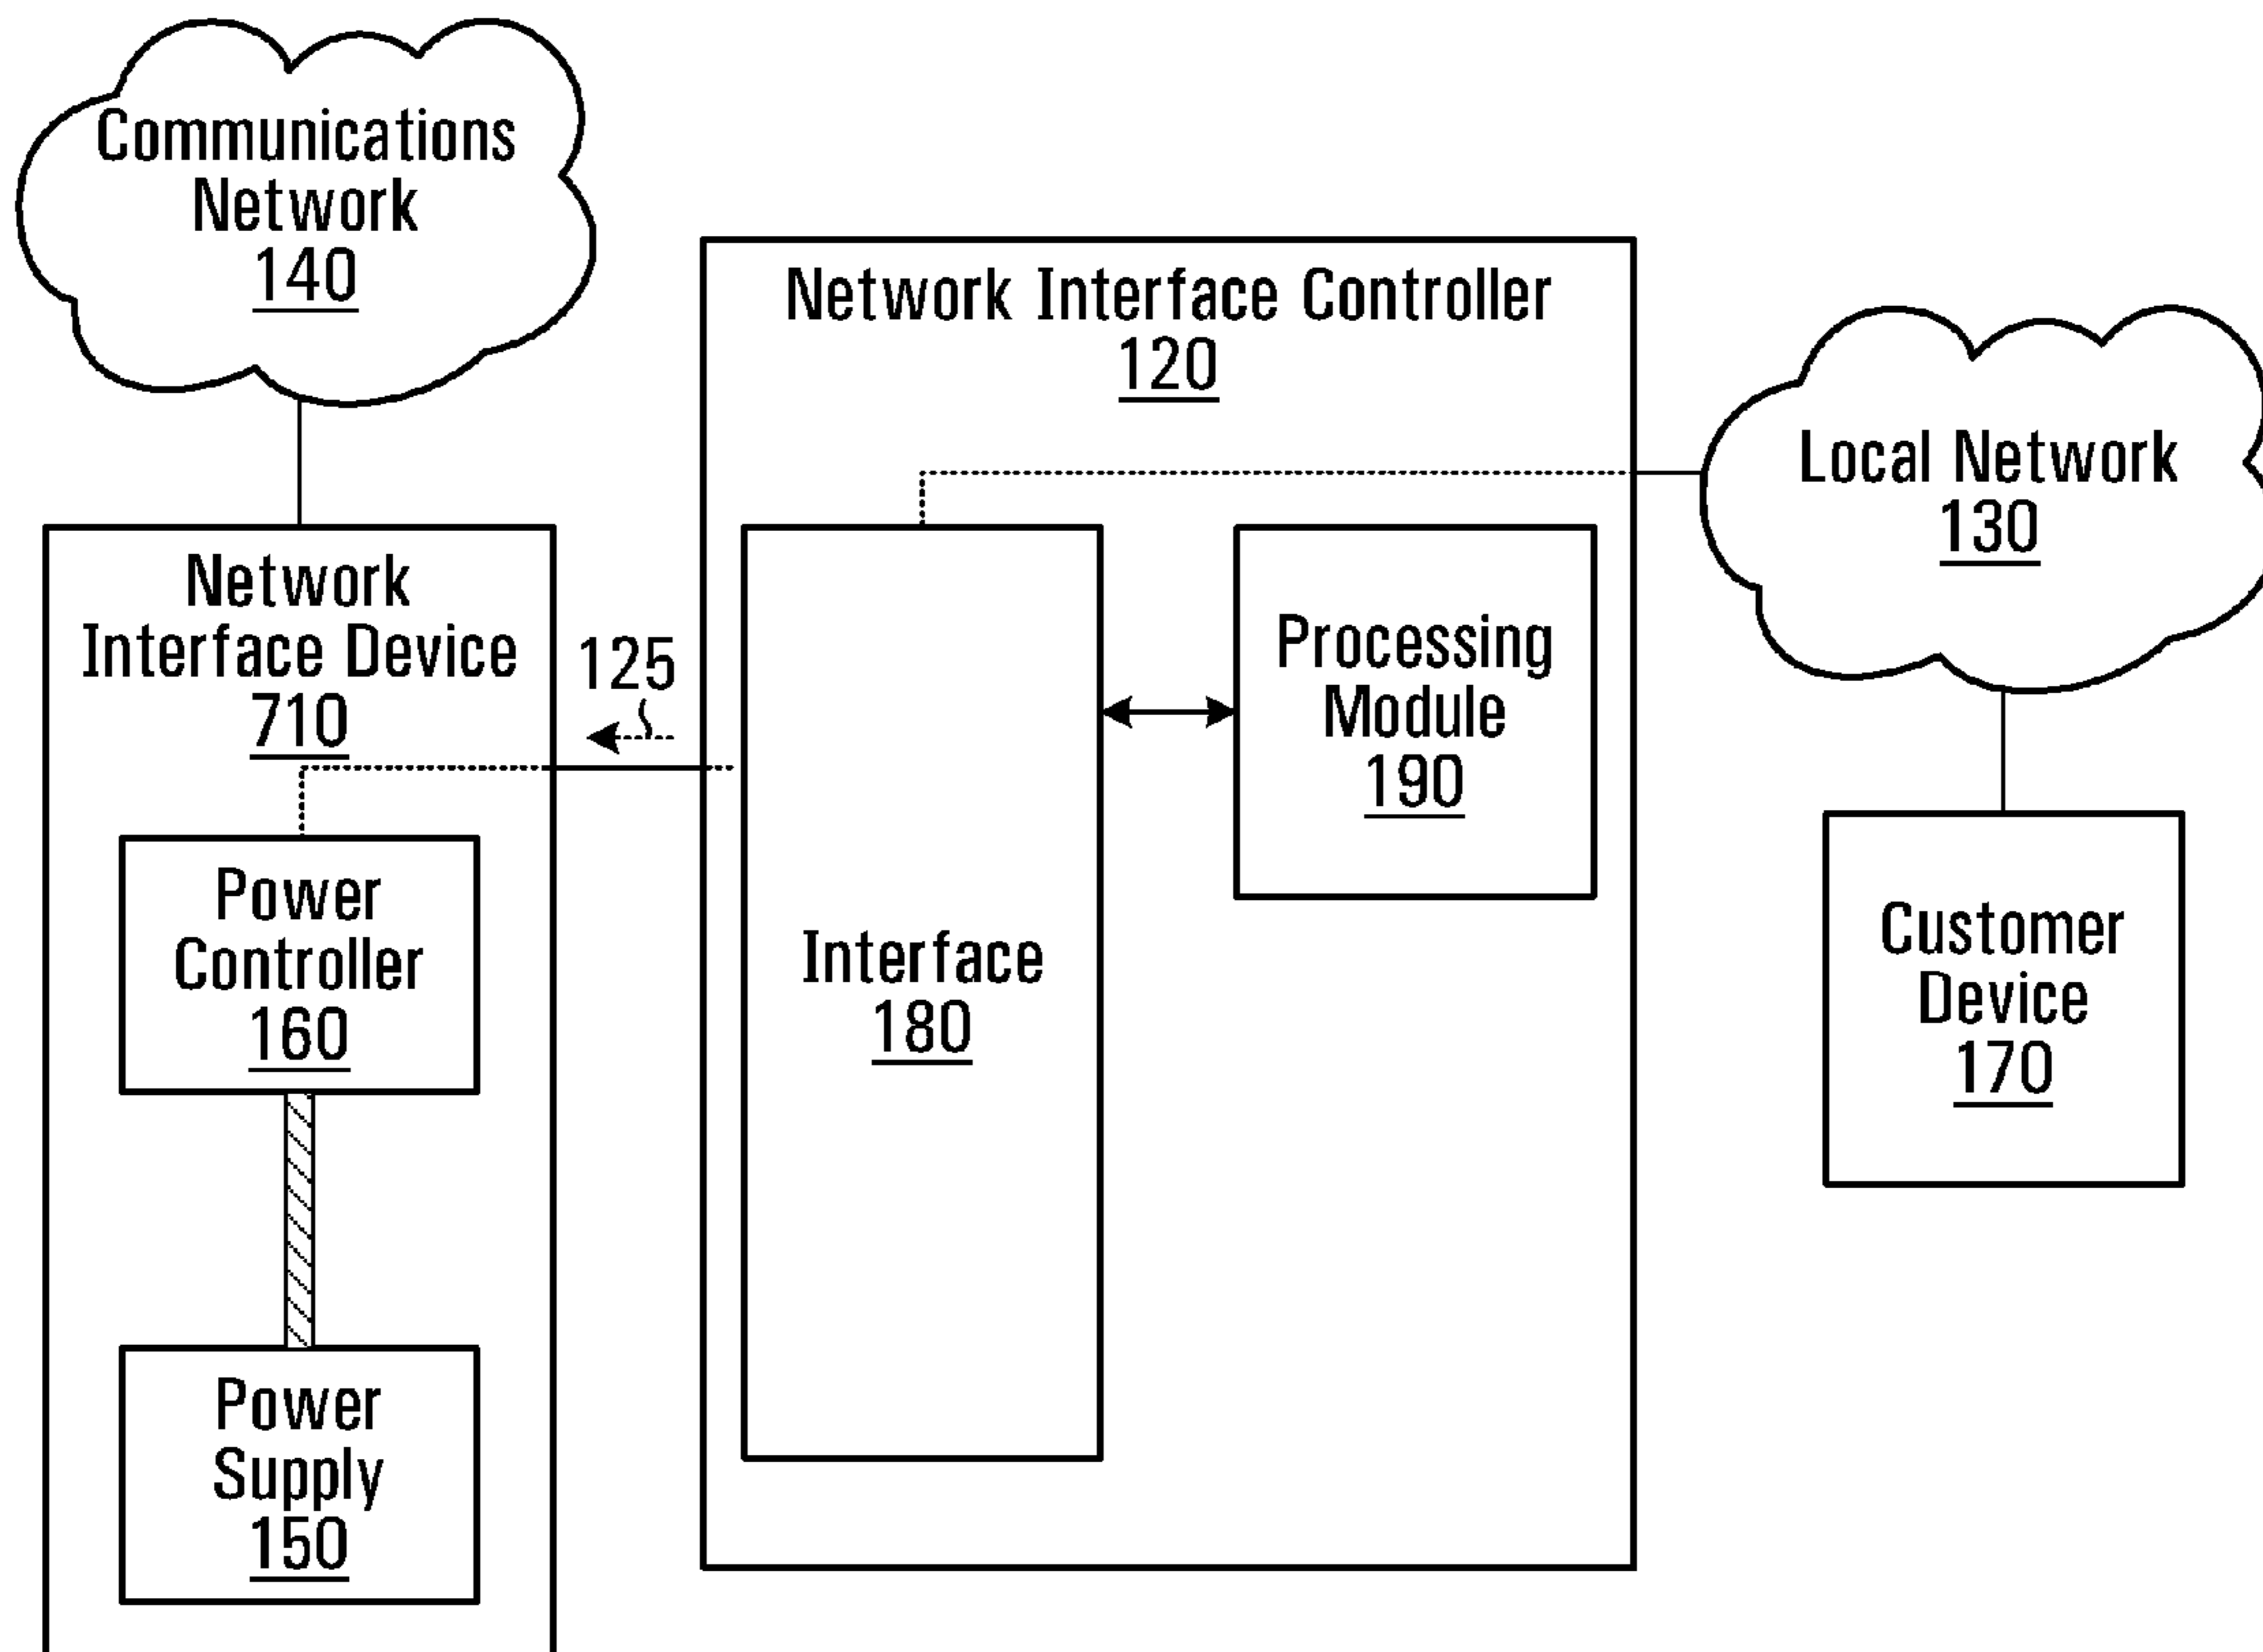 Communications
Network
140
Network Interface Controller
120
Local Network
130
Network
Interface Device
710
125
Processing
Module
190
Power
Controller
160
Interface
180
Customer
Device
170
Power
Supply
150